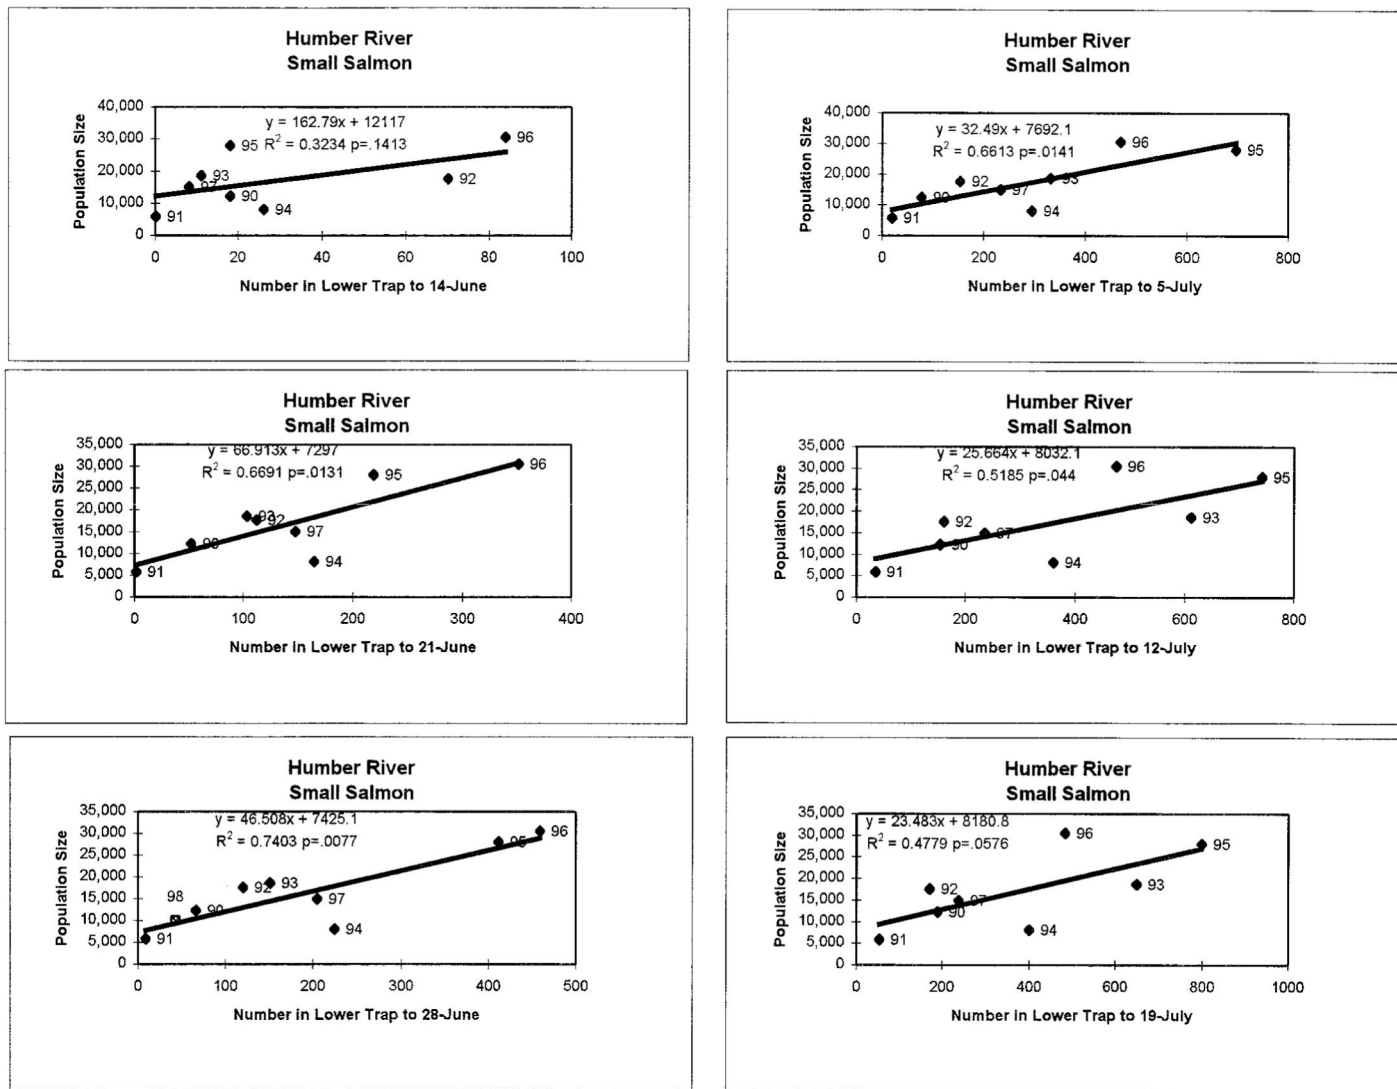 Humber River
Small Salmon
Population Size
40,000
30,000
20,000
10,000
0
y = 162.79x + 12117
R² = 0.3234 p=.1413
95
96
93
97
90
92
91
94
0 20 40 60 80 100
Number in Lower Trap to 14-June
Humber River
Small Salmon
Population Size
40,000
30,000
20,000
10,000
0
y = 32.49x + 7692.1
R² = 0.6613 p=.0141
96
95
92
93
90
97
91
94
0 200 400 600 800
Number in Lower Trap to 5-July
Humber River
Small Salmon
Population Size
35,000
30,000
25,000
20,000
15,000
10,000
5,000
0
y = 66.913x + 7297
R² = 0.6691 p=.0131
95
96
93
92
97
90
94
91
0 100 200 300 400
Number in Lower Trap to 21-June
Humber River
Small Salmon
Population Size
35,000
30,000
25,000
20,000
15,000
10,000
5,000
0
y = 25.664x + 8032.1
R² = 0.5185 p=.044
96
95
92
93
97
90
94
91
0 200 400 600 800
Number in Lower Trap to 12-July
Humber River
Small Salmon
Population Size
35,000
30,000
25,000
20,000
15,000
10,000
5,000
0
y = 46.508x + 7425.1
R² = 0.7403 p=.0077
96
95
92
93
98
97
90
94
91
0 100 200 300 400 500
Number in Lower Trap to 28-June
Humber River
Small Salmon
Population Size
35,000
30,000
25,000
20,000
15,000
10,000
5,000
0
y = 23.483x + 8180.8
R² = 0.4779 p=.0576
96
95
92
93
97
90
94
91
0 200 400 600 800 1000
Number in Lower Trap to 19-July